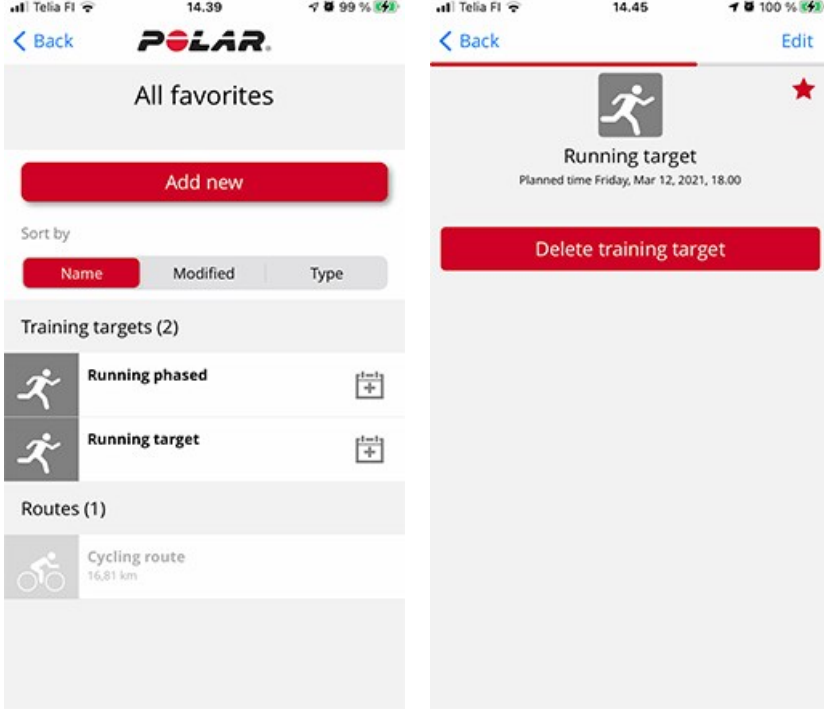 Telia FI 14.39 99 %
Back POLAR.
All favorites
Add new
Sort by
Name Modified Type
Training targets (2)
Running phased
Running target
Routes (1)
Cycling route
16,81 km
Telia FI 14.45 100 %
Back Edit
Running target
Planned time Friday, Mar 12, 2021, 18.00
Delete training target